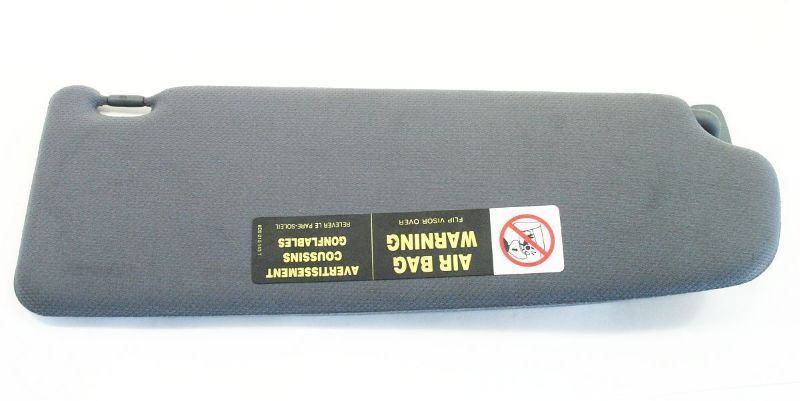 AIR BAG
WARNING
FLIP VISOR OVER
AVERTISSEMENT
COUSSINS
GONFLABLES
RELEVER LE PARE-SOLEIL